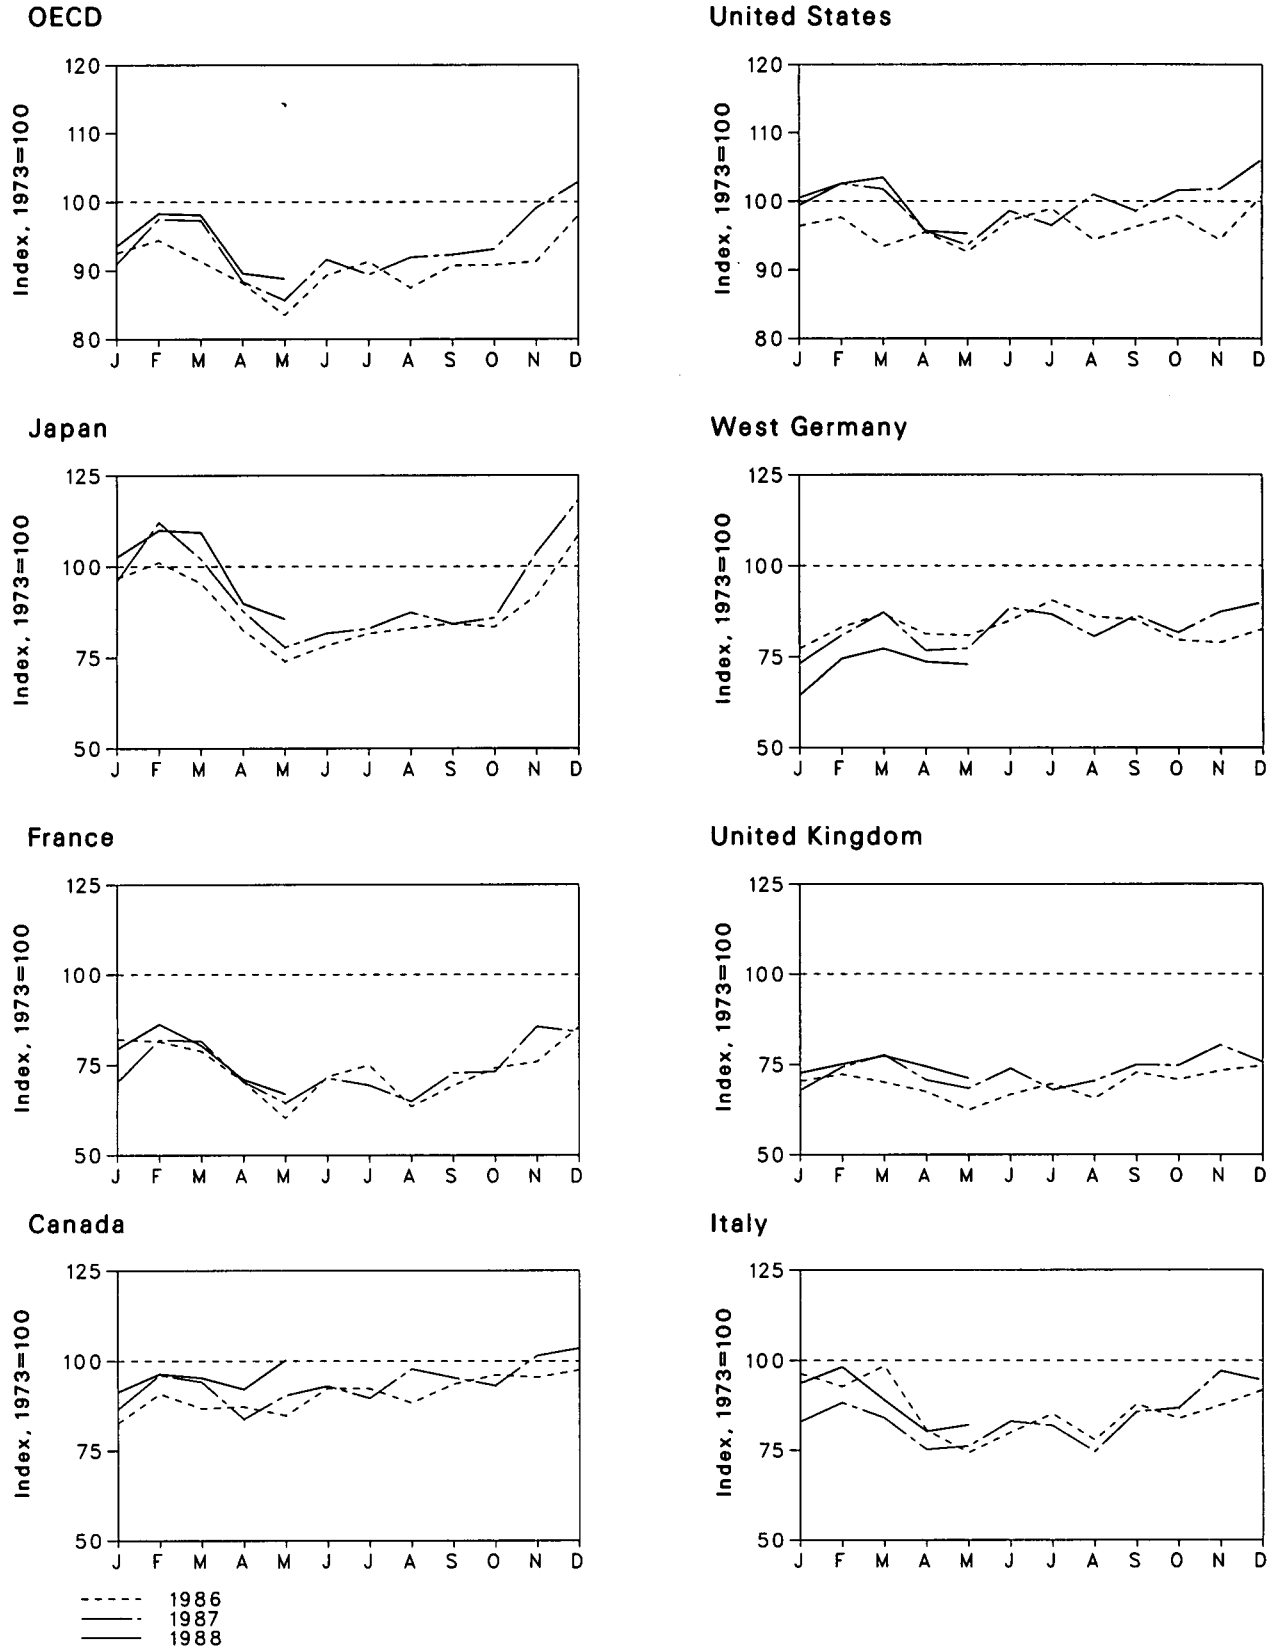 OECD
Index, 1973=100
120
110
100
90
80
J F M A M J J A S O N D
United States
Index, 1973=100
120
110
100
90
80
J F M A M J J A S O N D
Japan
Index, 1973=100
125
100
75
50
J F M A M J J A S O N D
West Germany
Index, 1973=100
125
100
75
50
J F M A M J J A S O N D
France
Index, 1973=100
125
100
75
50
J F M A M J J A S O N D
United Kingdom
Index, 1973=100
125
100
75
50
J F M A M J J A S O N D
Canada
Index, 1973=100
125
100
75
50
J F M A M J J A S O N D
Italy
Index, 1973=100
125
100
75
50
J F M A M J J A S O N D
1986
1987
1988